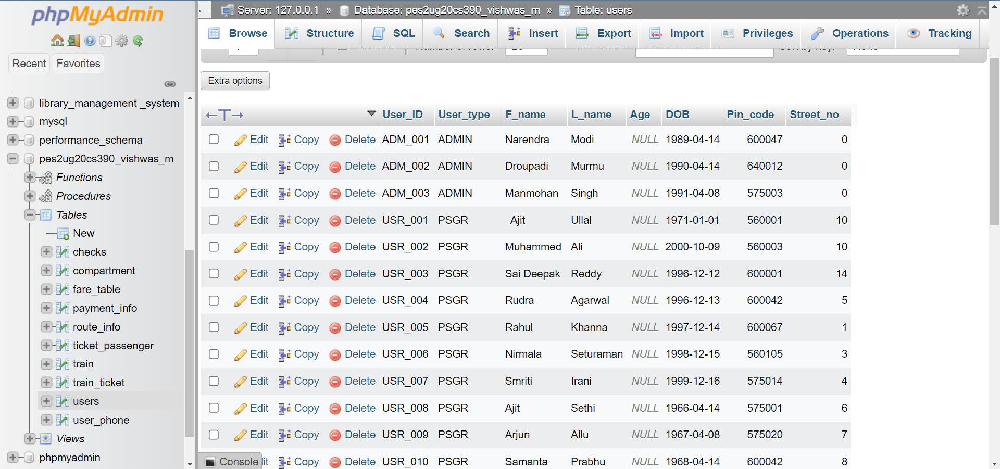 phpMyAdmin
Recent Favorites
library_management _system
mysql
performance_schema
pes2ug20cs390_vishwas_m
Functions
Procedures
Tables
New
checks
compartment
fare_table
payment_info
route_info
ticket_passenger
train
train_ticket
users
user_phone
Views
phpmyadmin
Server: 127.0.0.1 » Database: pes2ug20cs390_vishwas_m » Table: users
Browse Structure SQL Search Insert Export Import Privileges Operations Tracking
Extra options
User_ID User_type F_name L_name Age DOB Pin_code Street_no
Edit Copy Delete ADM_001 ADMIN Narendra Modi NULL 1989-04-14 600047 0
Edit Copy Delete ADM_002 ADMIN Droupadi Murmu NULL 1990-04-14 640012 0
Edit Copy Delete ADM_003 ADMIN Manmohan Singh NULL 1991-04-08 575003 0
Edit Copy Delete USR_001 PSGR Ajit Ullal NULL 1971-01-01 560001 10
Edit Copy Delete USR_002 PSGR Muhammed Ali NULL 2000-10-09 560003 10
Edit Copy Delete USR_003 PSGR Sai Deepak Reddy NULL 1996-12-12 600001 14
Edit Copy Delete USR_004 PSGR Rudra Agarwal NULL 1996-12-13 600042 5
Edit Copy Delete USR_005 PSGR Rahul Khanna NULL 1997-12-14 600067 1
Edit Copy Delete USR_006 PSGR Nirmala Seturaman NULL 1998-12-15 560105 3
Edit Copy Delete USR_007 PSGR Smriti Irani NULL 1999-12-16 575014 4
Edit Copy Delete USR_008 PSGR Ajit Sethi NULL 1966-04-14 575001 6
Edit Copy Delete USR_009 PSGR Arjun Allu NULL 1967-04-08 575020 7
Console Copy Delete USR_010 PSGR Samanta Prabhu NULL 1968-04-14 600042 8